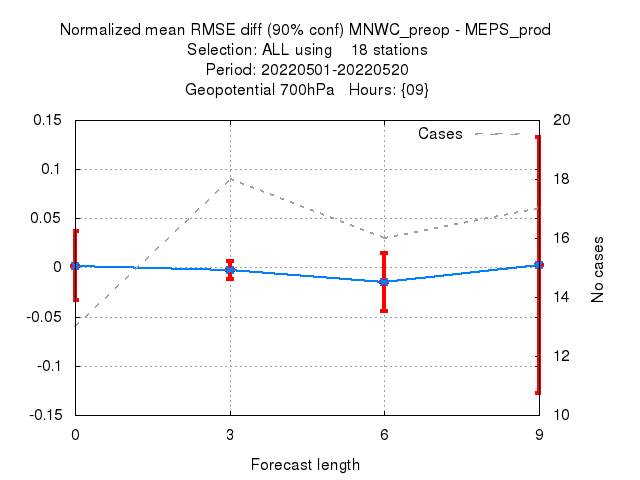 Normalized mean RMSE diff (90% conf) MNWC_preop - MEPS_prod
Selection: ALL using    18 stations
Period: 20220501-20220520
Geopotential 700hPa   Hours: {09}
Cases
0.15
0.1
0.05
0
-0.05
-0.1
-0.15
20
18
16
14
12
10
No cases
0 3 6 9
Forecast length